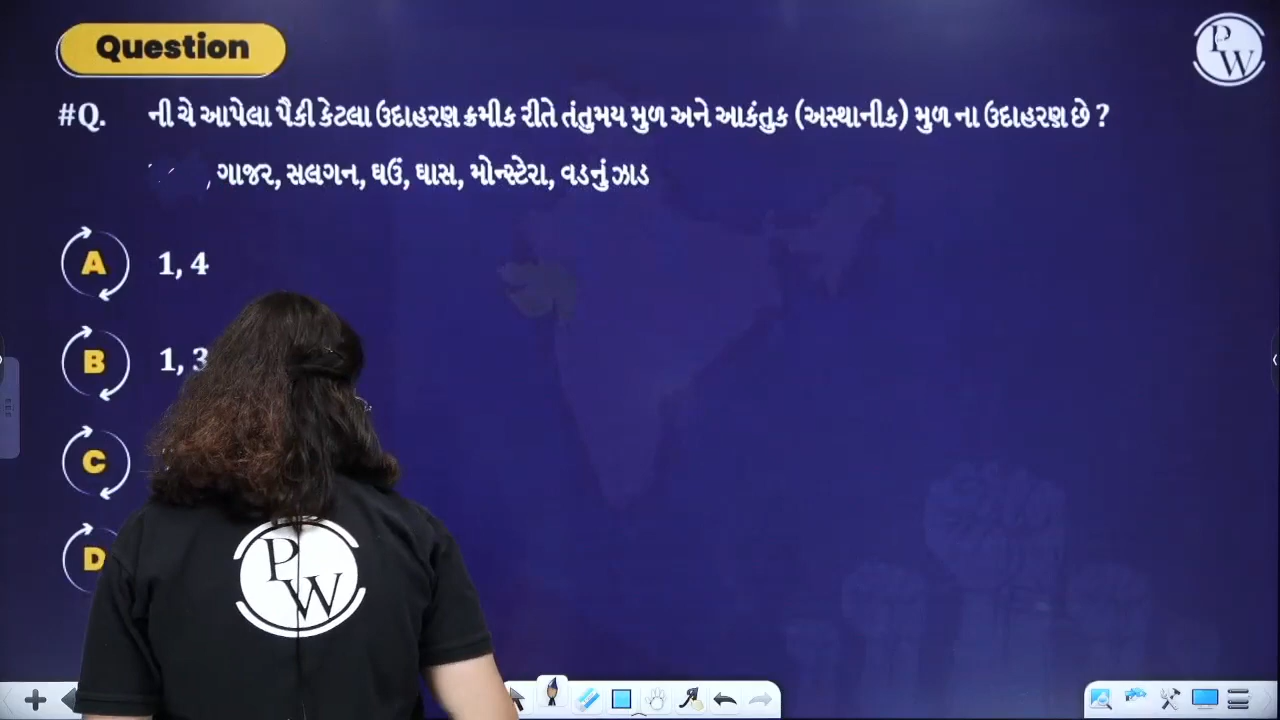 Question
PW
#Q. ની ચે આપેલા પૈકી કેટલા ઉદાહરણ ક્રમીક રીતે તંતુમય મુળ અને આકંતુક (અસ્થાનીક) મુળ ના ઉદાહરણ છે ?
, ગાજર, સલગન, ઘઉં, ઘાસ, મોન્સ્ટેરા, વડનું ઝાડ
A 1, 4
B 1, 3
C
D
PW